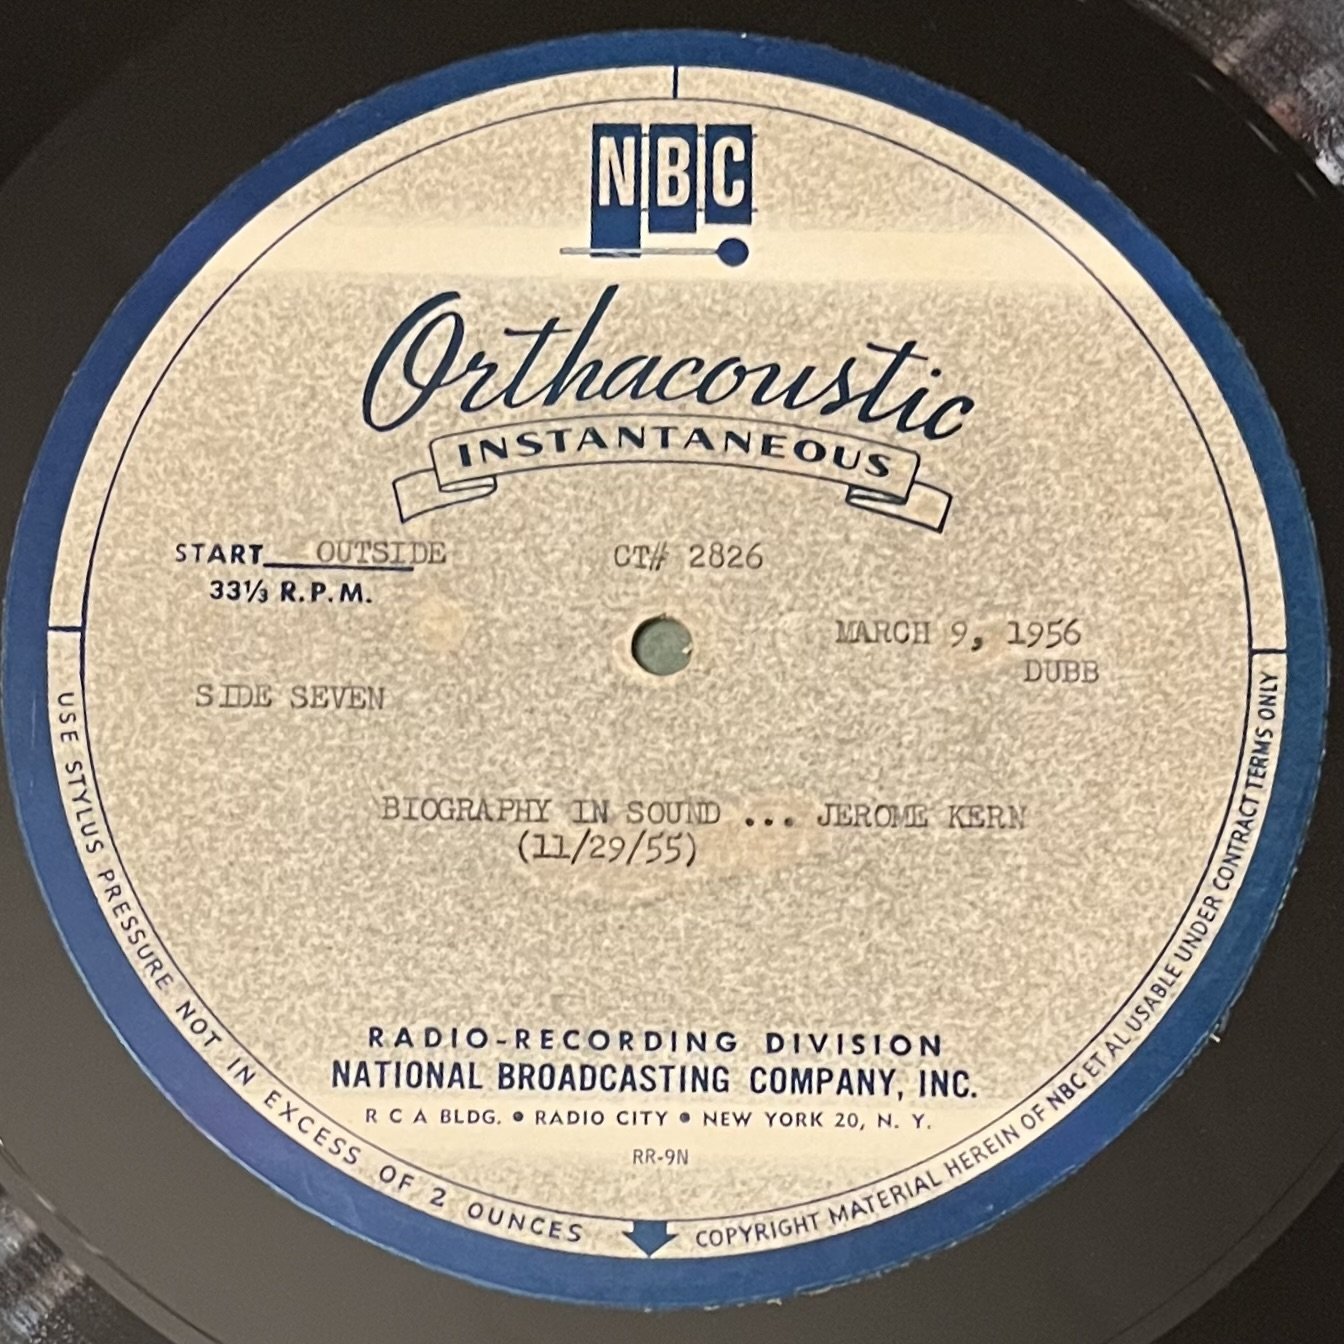 NBC
Orthacoustic
INSTANTANEOUS
START OUTSIDE
CT# 2826
33⅓ R.P.M.
MARCH 9, 1956
DUBB
SIDE SEVEN
BIOGRAPHY IN SOUND ... JEROME KERN
(11/29/55)
RADIO-RECORDING DIVISION
NATIONAL BROADCASTING COMPANY, INC.
R C A BLDG. • RADIO CITY • NEW YORK 20, N. Y.
RR-9N
USE STYLUS PRESSURE NOT IN EXCESS OF 2 OUNCES
COPYRIGHT MATERIAL HEREIN OF NBC ET AL USABLE UNDER CONTRACT TERMS ONLY